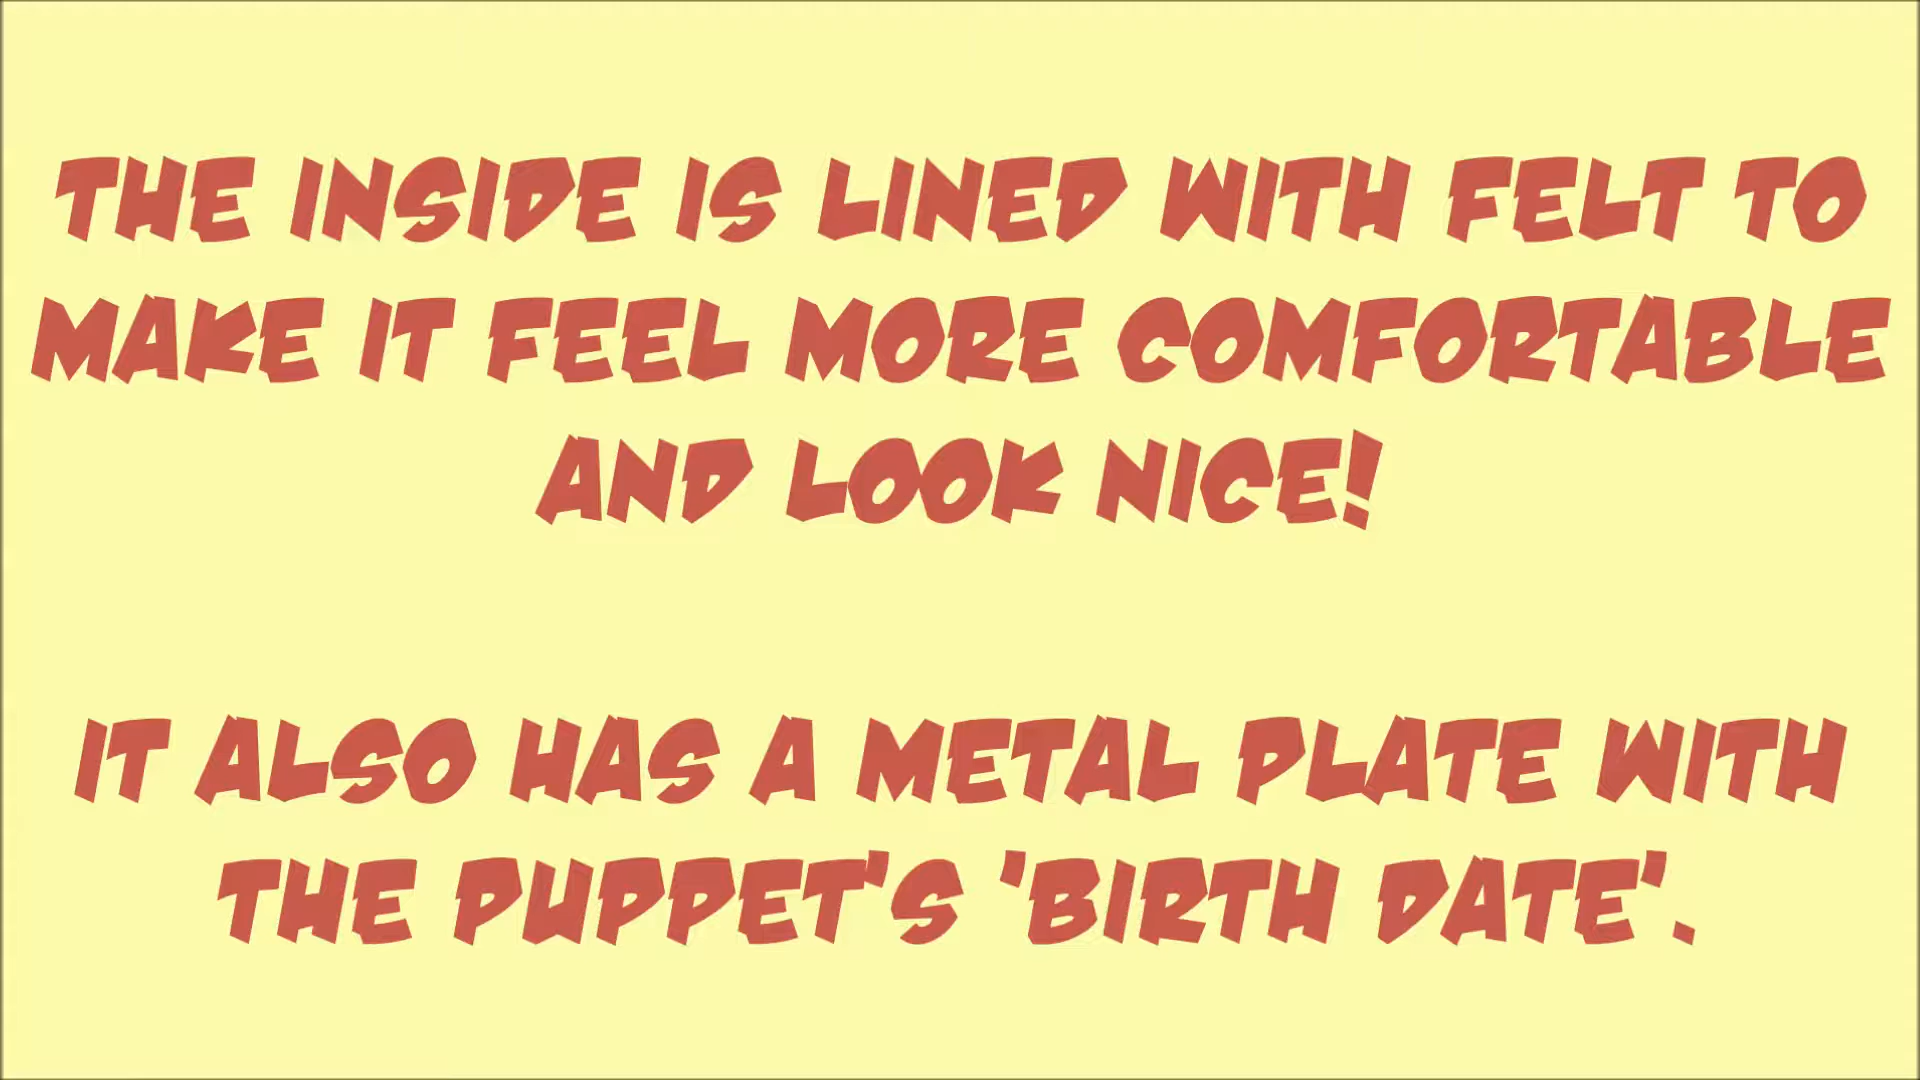 THE INSIDE IS LINED WITH FELT TO
MAKE IT FEEL MORE COMFORTABLE
AND LOOK NICE!
IT ALSO HAS A METAL PLATE WITH
THE PUPPET'S 'BIRTH DATE'.